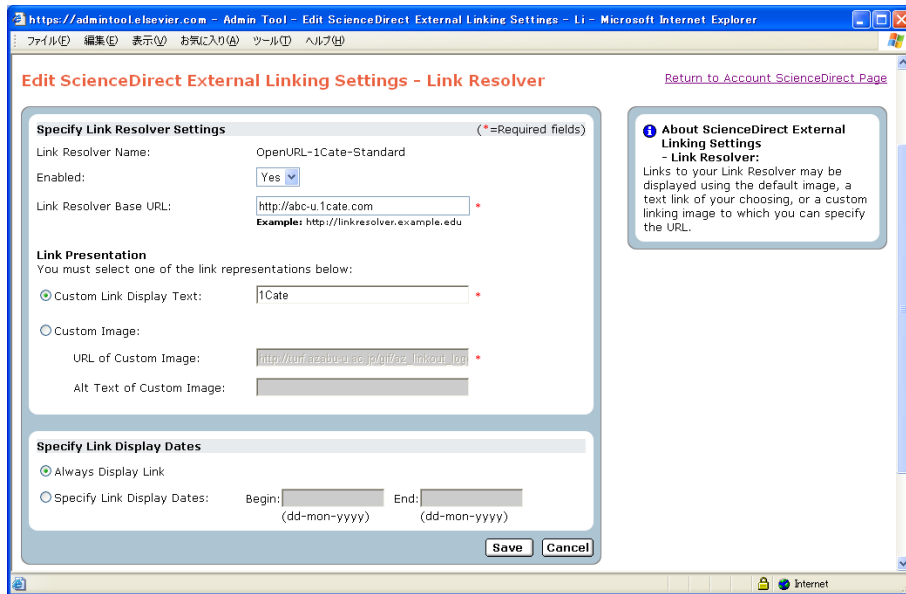 https://admintool.elsevier.com - Admin Tool - Edit ScienceDirect External Linking Settings - Li - Microsoft Internet Explorer
ファイル(F) 編集(E) 表示(V) お気に入り(A) ツール(T) ヘルプ(H)
Edit ScienceDirect External Linking Settings - Link Resolver
Return to Account ScienceDirect Page
Specify Link Resolver Settings (*=Required fields)
Link Resolver Name: OpenURL-1Cate-Standard
Enabled: Yes
Link Resolver Base URL: http://abc-u.1cate.com *
Example: http://linkresolver.example.edu
Link Presentation
You must select one of the link representations below:
Custom Link Display Text: 1Cate *
Custom Image:
URL of Custom Image: *
Alt Text of Custom Image:
Specify Link Display Dates
Always Display Link
Specify Link Display Dates: Begin: End:
(dd-mon-yyyy) (dd-mon-yyyy)
Save Cancel
About ScienceDirect External
Linking Settings
- Link Resolver:
Links to your Link Resolver may be
displayed using the default image, a
text link of your choosing, or a custom
linking image to which you can specify
the URL.
Internet